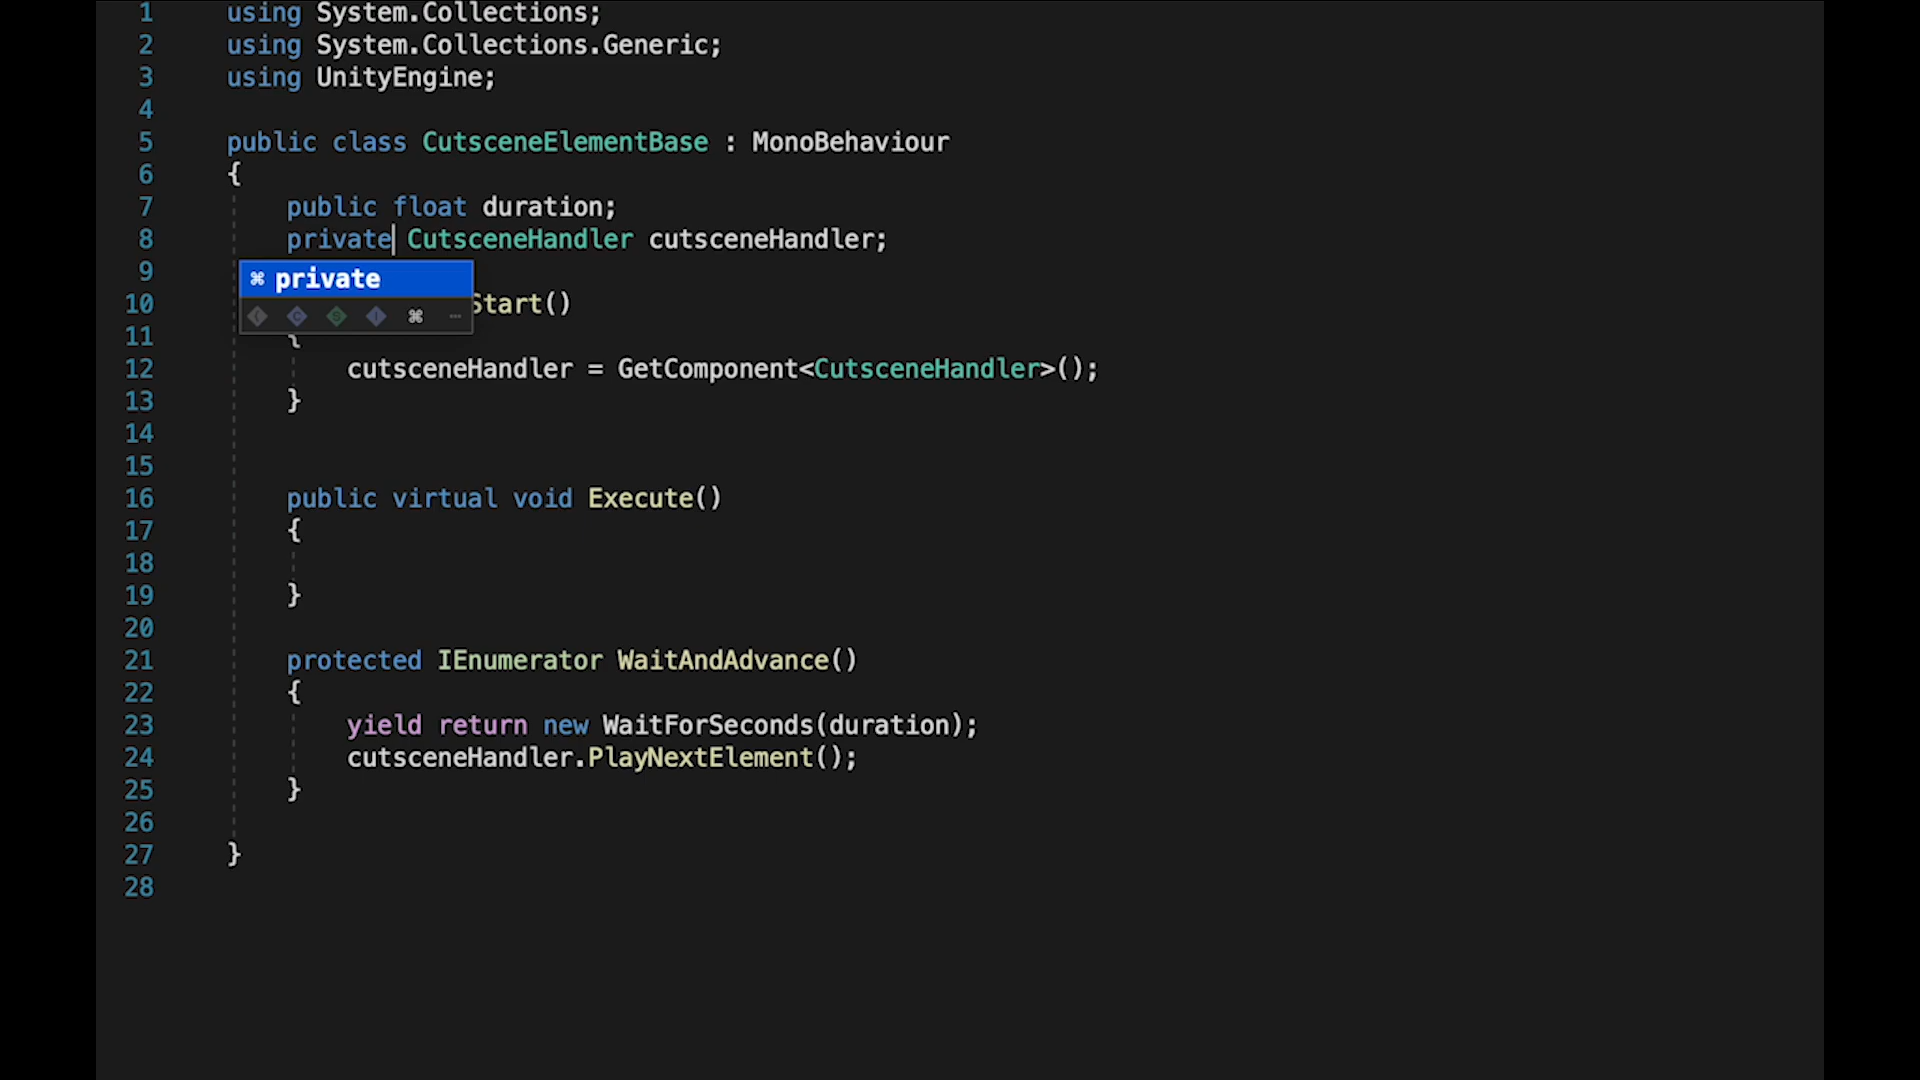 1 using System.Collections;
2 using System.Collections.Generic;
3 using UnityEngine;
4
5 public class CutsceneElementBase : MonoBehaviour
6 {
7 public float duration;
8 private CutsceneHandler cutsceneHandler;
9
⌘ private
10 Start()
11 {
12 cutsceneHandler = GetComponent<CutsceneHandler>();
13 }
14
15
16 public virtual void Execute()
17 {
18
19 }
20
21 protected IEnumerator WaitAndAdvance()
22 {
23 yield return new WaitForSeconds(duration);
24 cutsceneHandler.PlayNextElement();
25 }
26
27 }
28